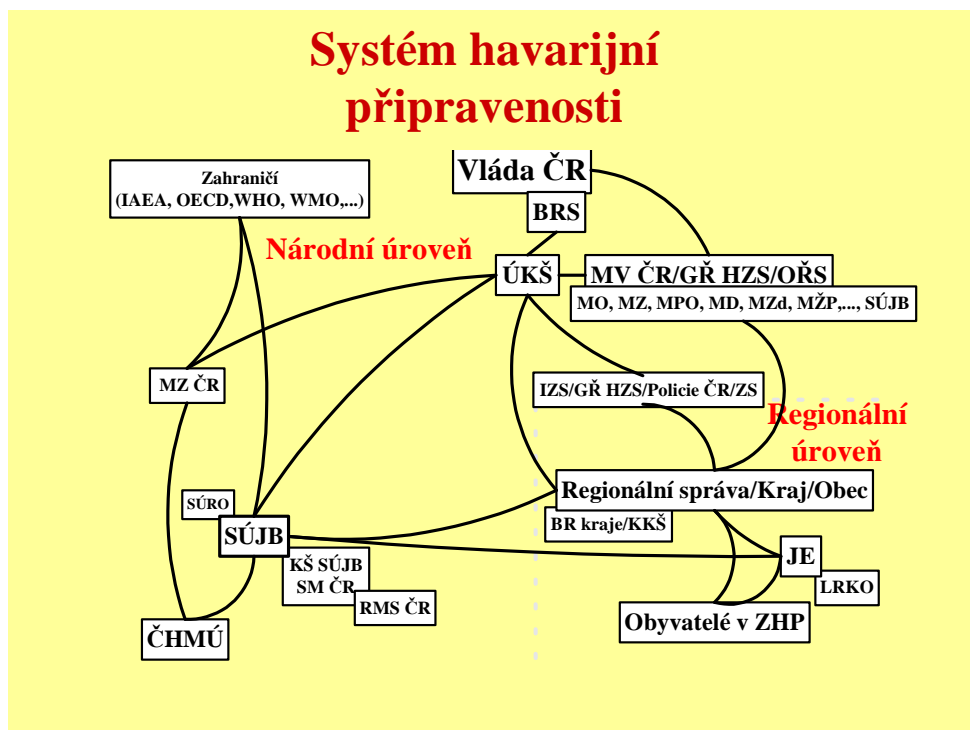 Systém havarijní
připravenosti
Zahraničí
(IAEA, OECD,WHO, WMO,...)
Vláda ČR
BRS
Národní úroveň
ÚKŠ
MV ČR/GŘ HZS/OŘS
MO, MZ, MPO, MD, MZd, MŽP,..., SÚJB
MZ ČR
IZS/GŘ HZS/Policie ČR/ZS
Regionální
úroveň
Regionální správa/Kraj/Obec
SÚRO
SÚJB
BR kraje/KKŠ
JE
KŠ SÚJB
SM ČR
LRKO
RMS ČR
Obyvatelé v ZHP
ČHMÚ